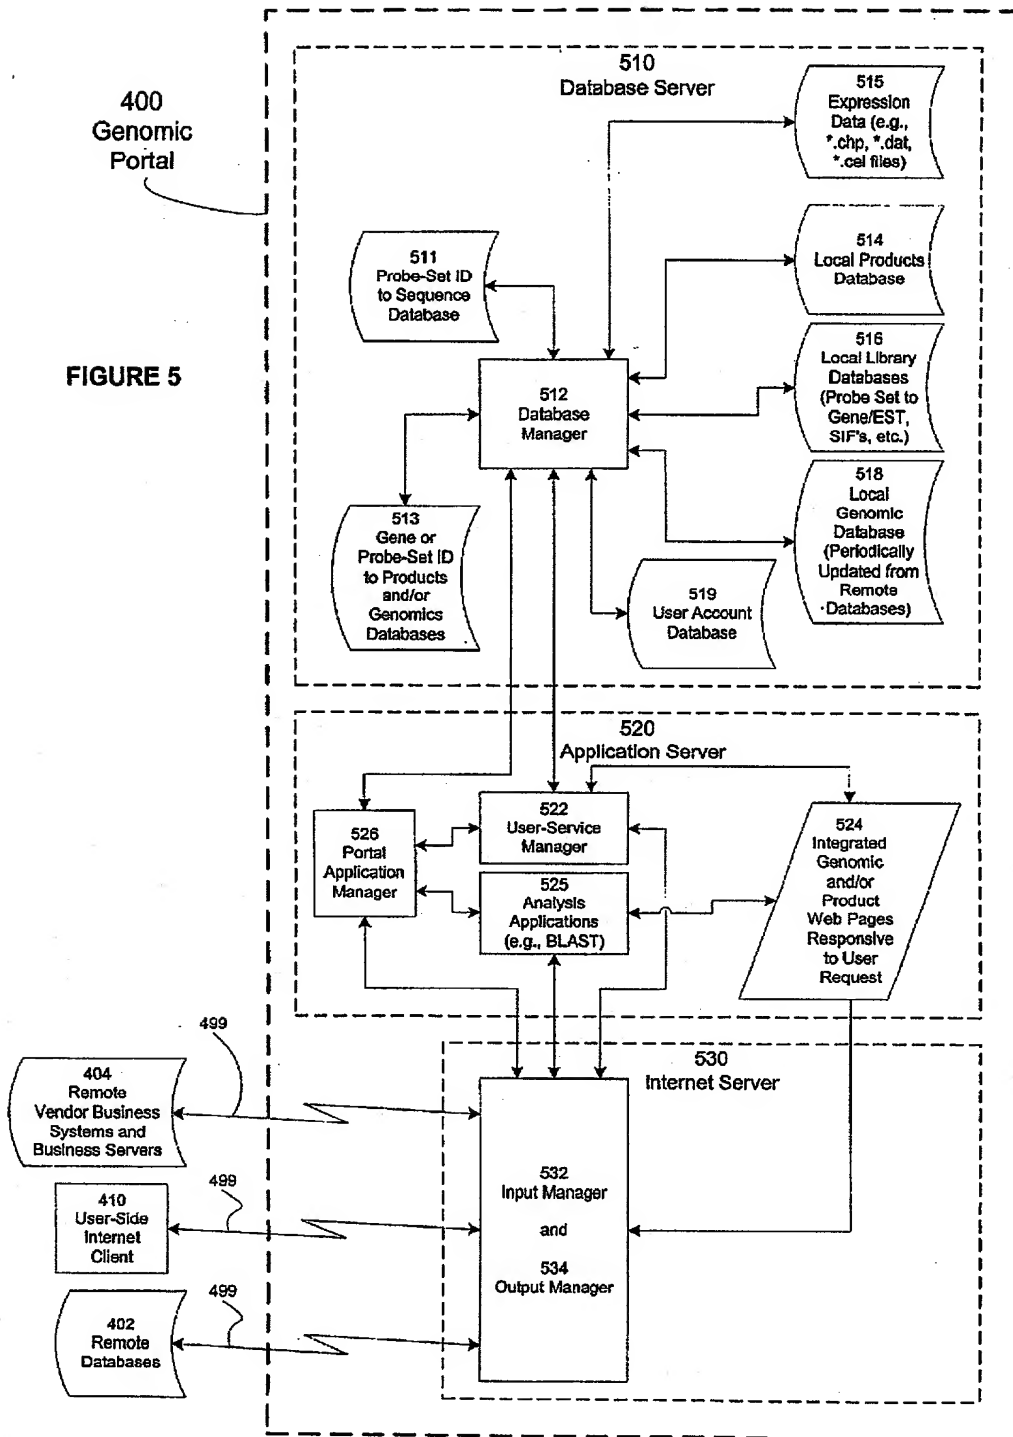 400
Genomic
Portal
FIGURE 5
510
Database Server
515
Expression
Data (e.g.,
*.chp, *.dat,
*.cel files)
511
Probe-Set ID
to Sequence
Database
514
Local Products
Database
516
Local Library
Databases
(Probe Set to
Gene/EST,
SIF's, etc.)
512
Database
Manager
518
Local
Genomic
Database
(Periodically
Updated from
Remote
Databases)
513
Gene or
Probe-Set ID
to Products
and/or
Genomics
Databases
519
User Account
Database
520
Application Server
522
User-Service
Manager
526
Portal
Application
Manager
524
Integrated
Genomic
and/or
Product
Web Pages
Responsive
to User
Request
525
Analysis
Applications
(e.g., BLAST)
530
Internet Server
499
404
Remote
Vendor Business
Systems and
Business Servers
499
410
User-Side
Internet
Client
532
Input Manager
and
534
Output Manager
499
402
Remote
Databases